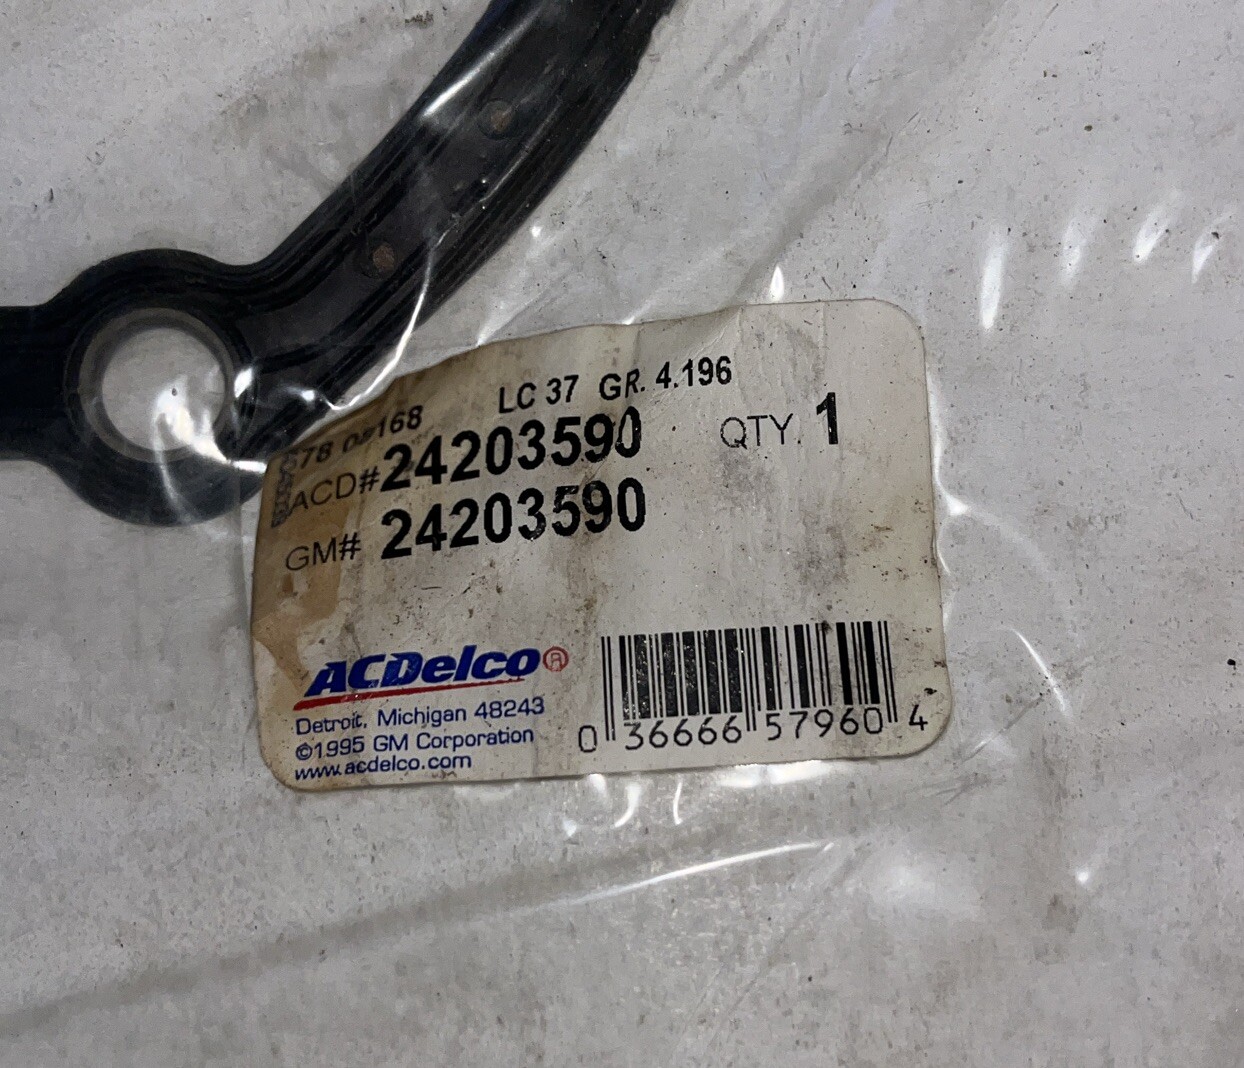 LC 37 GR. 4.196
168
ACD# 24203590 QTY. 1
GM# 24203590
ACDelco®
Detroit, Michigan 48243
©1995 GM Corporation
www.acdelco.com
0 36666 57960 4